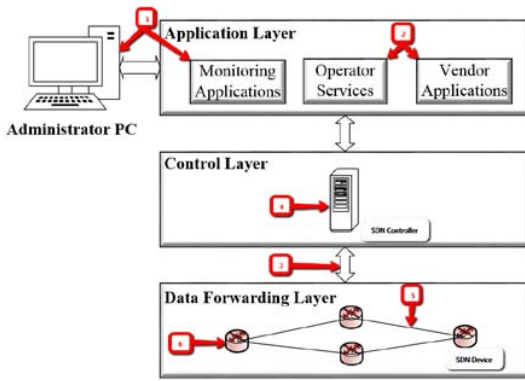 1
2
Application Layer
Monitoring
Applications
Operator
Services
Vendor
Applications
Administrator PC
Control Layer
4
SDN Controller
3
Data Forwarding Layer
5
6
SDN Device